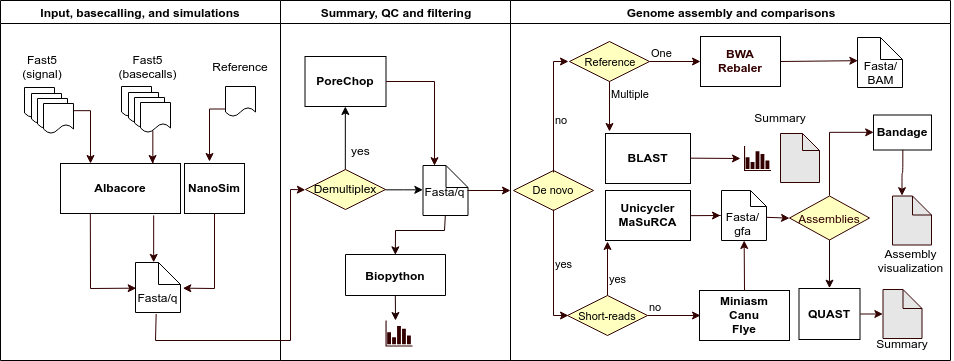 Input, basecalling, and simulations
Summary, QC and filtering
Genome assembly and comparisons
Fast5
(signal)
Fast5
(basecalls)
Reference
Albacore
NanoSim
Fasta/q
PoreChop
yes
Demultiplex
Fasta/q
Biopython
Reference
One
BWA
Rebaler
Fasta/
BAM
Multiple
no
BLAST
Summary
Bandage
De novo
Unicycler
MaSuRCA
Fasta/
gfa
Assemblies
Assembly
visualization
yes
yes
Short-reads
no
Miniasm
Canu
Flye
QUAST
Summary